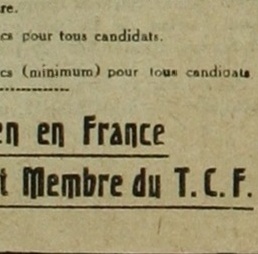 re.
cs pour tous candidats.
cs (minimum) pour tous candidats
en en France
t Membre du T. C. F.